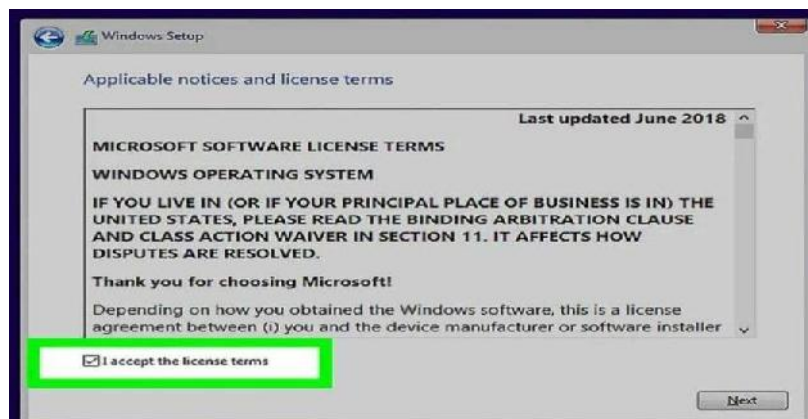 Windows Setup
Applicable notices and license terms
Last updated June 2018
MICROSOFT SOFTWARE LICENSE TERMS
WINDOWS OPERATING SYSTEM
IF YOU LIVE IN (OR IF YOUR PRINCIPAL PLACE OF BUSINESS IS IN) THE
UNITED STATES, PLEASE READ THE BINDING ARBITRATION CLAUSE
AND CLASS ACTION WAIVER IN SECTION 11. IT AFFECTS HOW
DISPUTES ARE RESOLVED.
Thank you for choosing Microsoft!
Depending on how you obtained the Windows software, this is a license
agreement between (i) you and the device manufacturer or software installer
I accept the license terms
Next